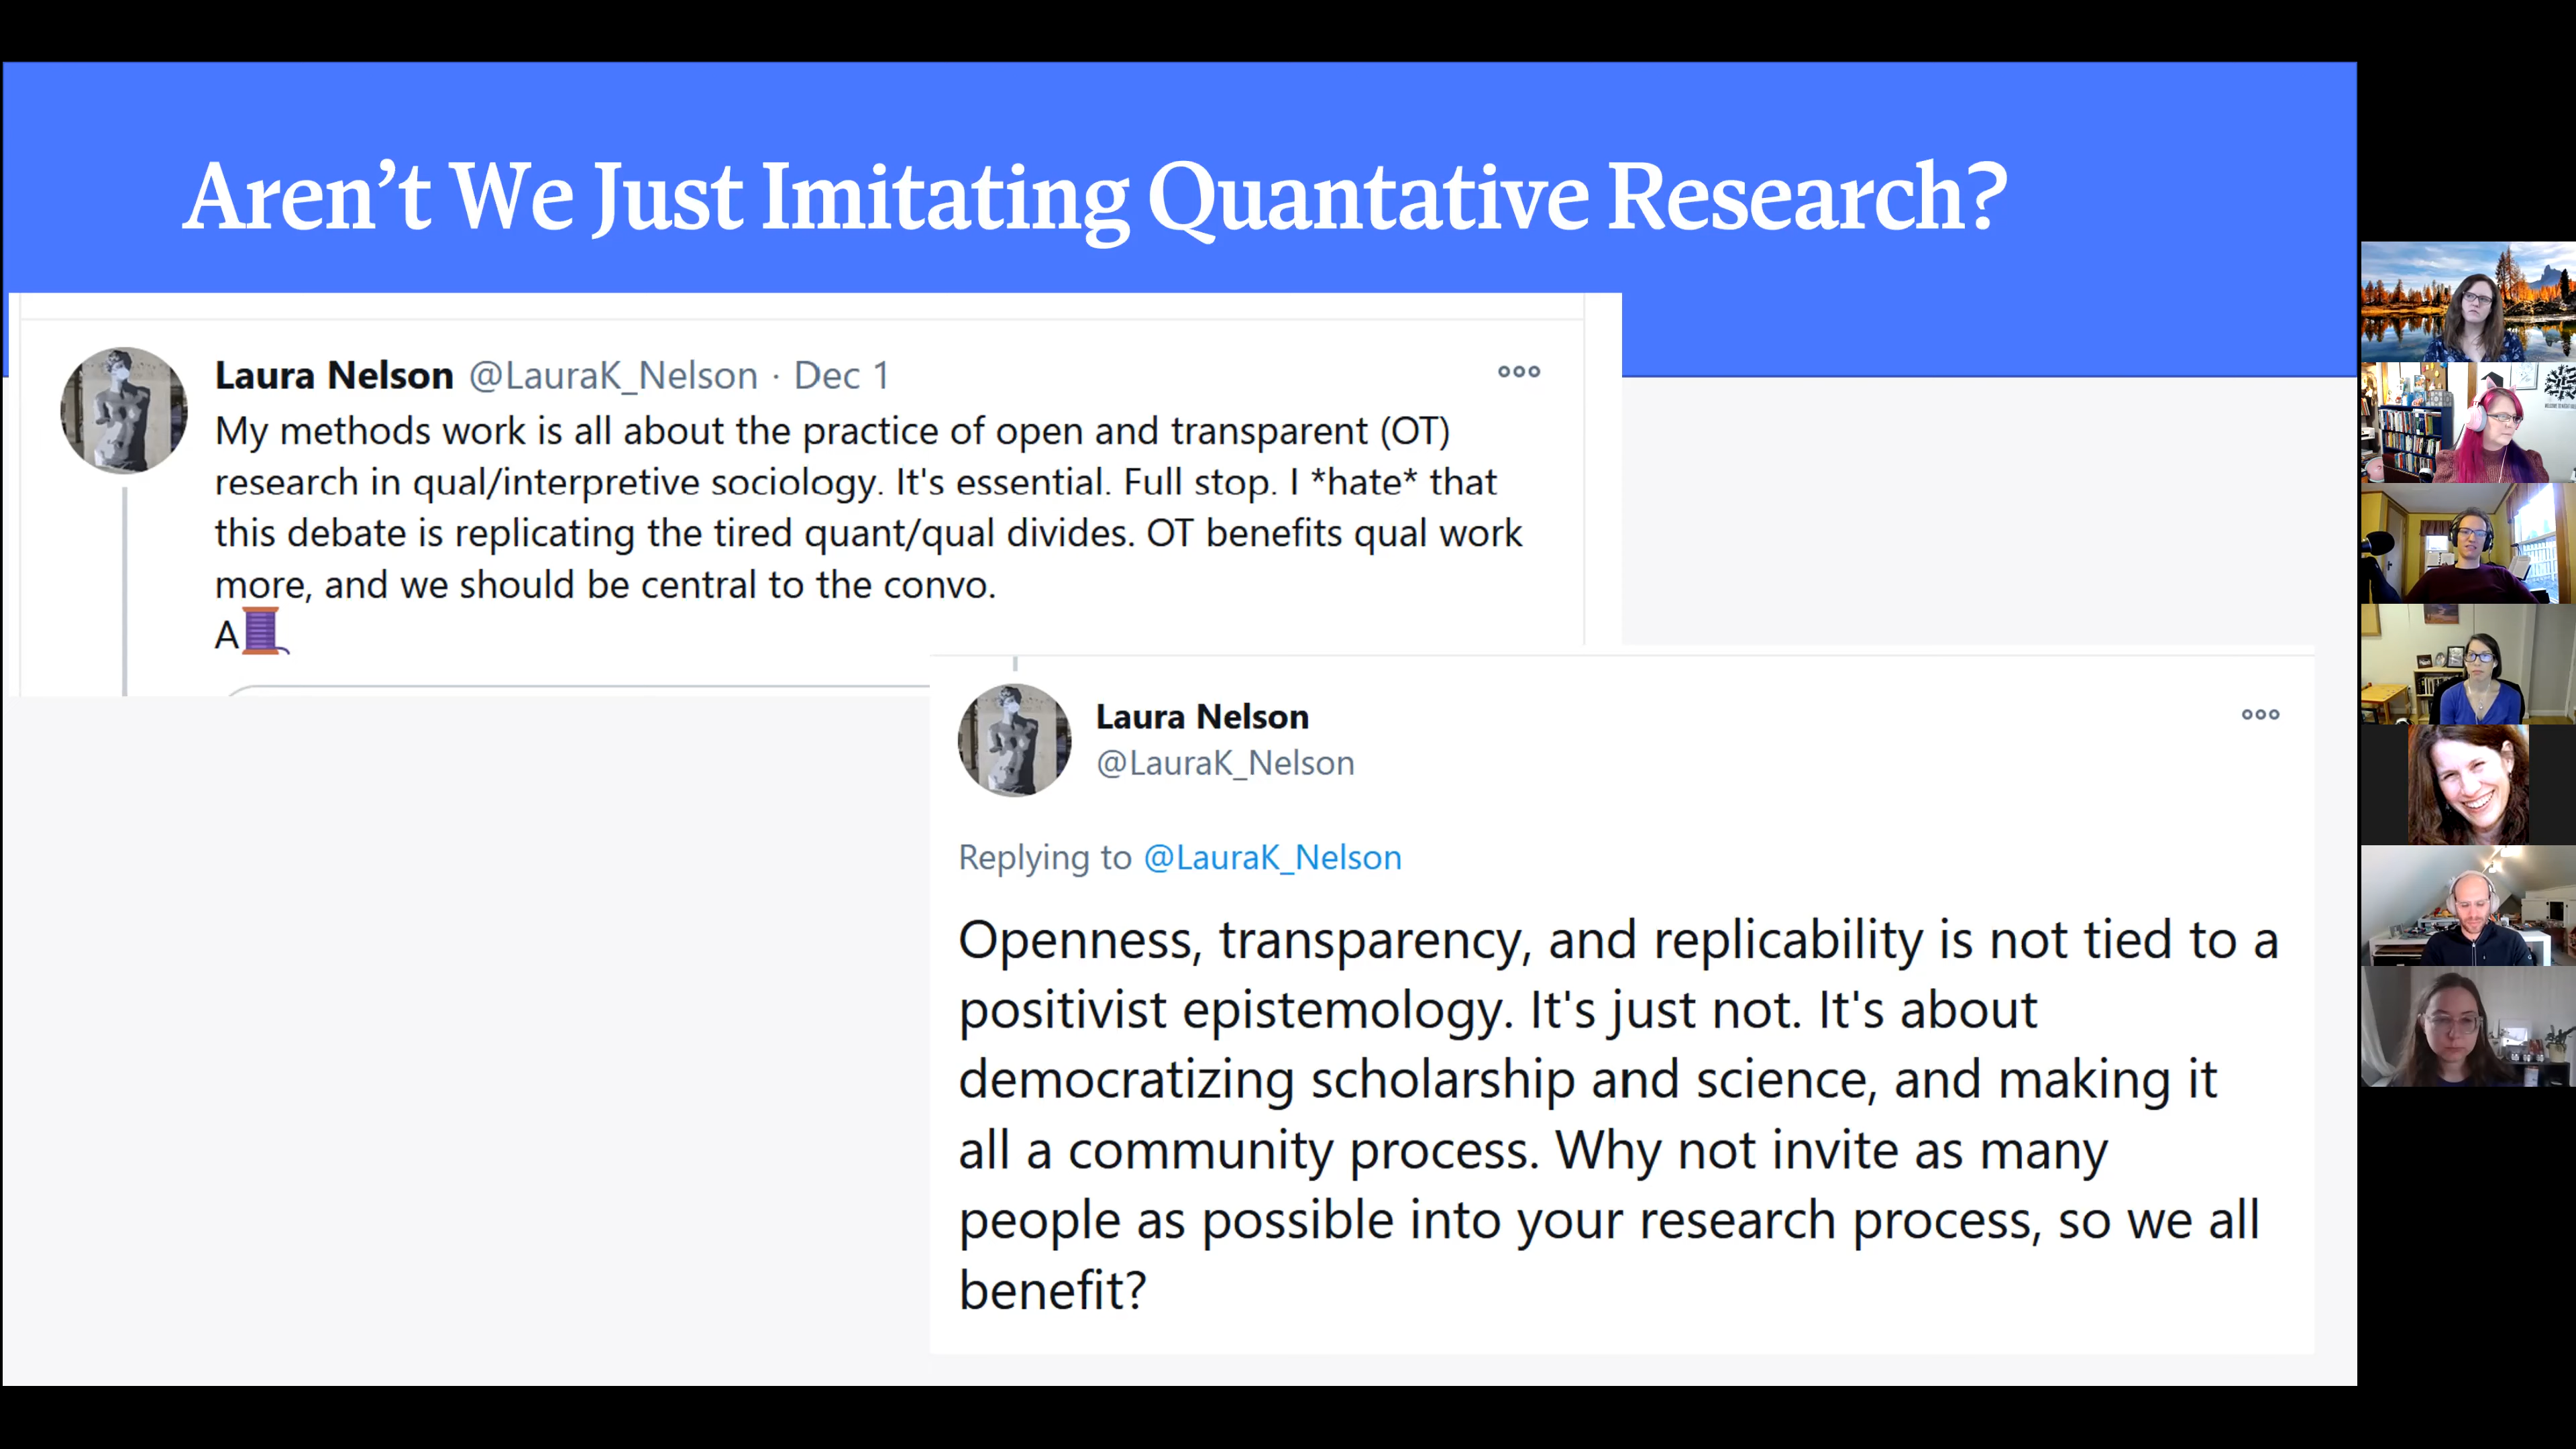 Aren’t We Just Imitating Quantative Research?
Laura Nelson @LauraK_Nelson · Dec 1
My methods work is all about the practice of open and transparent (OT)
research in qual/interpretive sociology. It's essential. Full stop. I *hate* that
this debate is replicating the tired quant/qual divides. OT benefits qual work
more, and we should be central to the convo.
A🧵
Laura Nelson
@LauraK_Nelson
Replying to @LauraK_Nelson
Openness, transparency, and replicability is not tied to a
positivist epistemology. It's just not. It's about
democratizing scholarship and science, and making it
all a community process. Why not invite as many
people as possible into your research process, so we all
benefit?